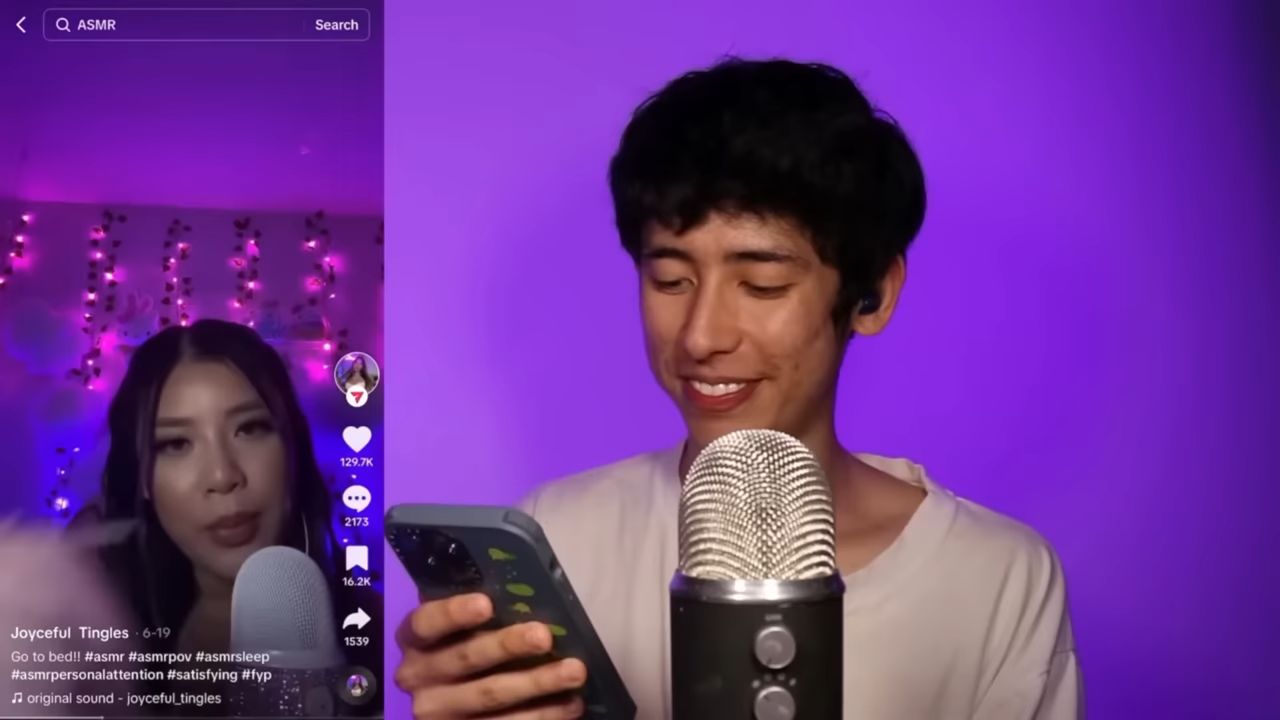 ASMR
Search
129.7K
2173
16.2K
1539
Joyceful Tingles · 6-19
Go to bed!! #asmr #asmrpov #asmrsleep
#asmrpersonalattention #satisfying #fyp
original sound - joyceful_tingles